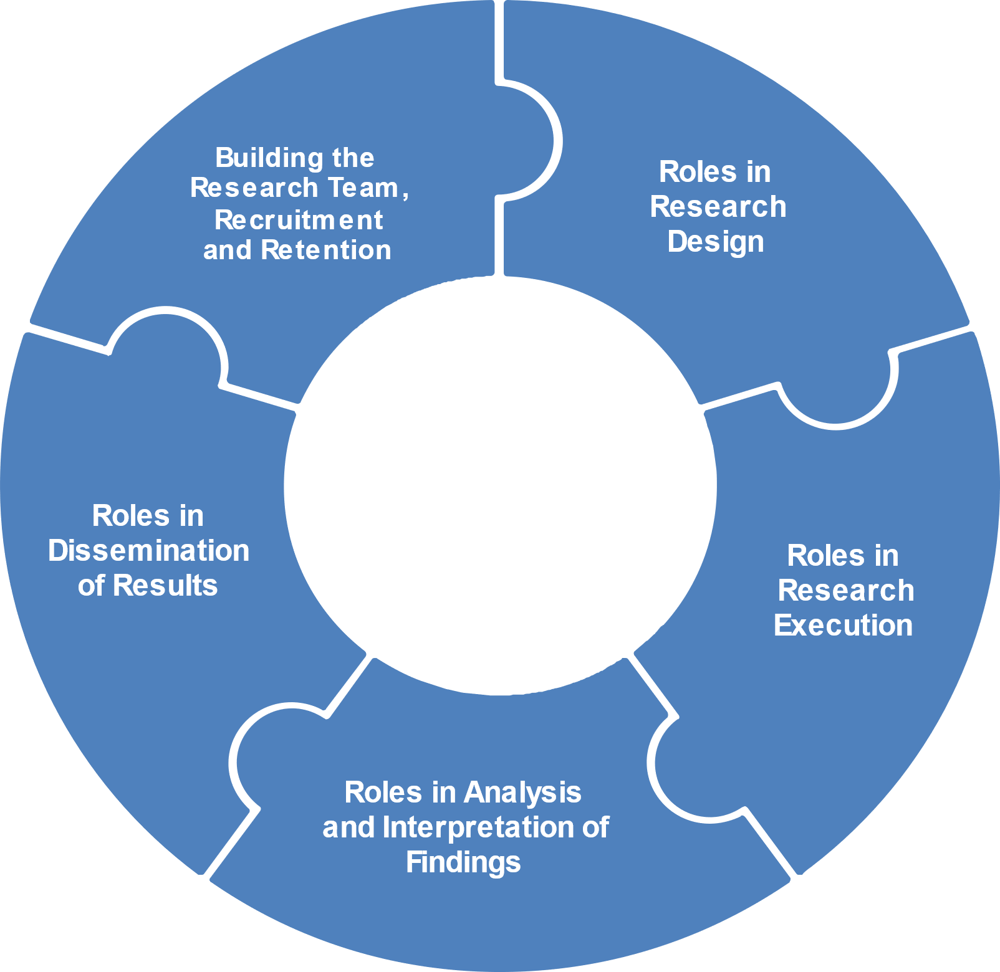 Building the
Research Team,
Recruitment
and Retention
Roles in
Research
Design
Roles in
Research
Execution
Roles in Analysis
and Interpretation of
Findings
Roles in
Dissemination
of Results